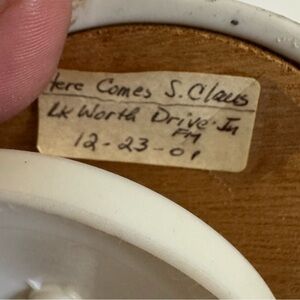 Here Comes S. Claus
Lk Worth Drive-In
FM
12-23-01